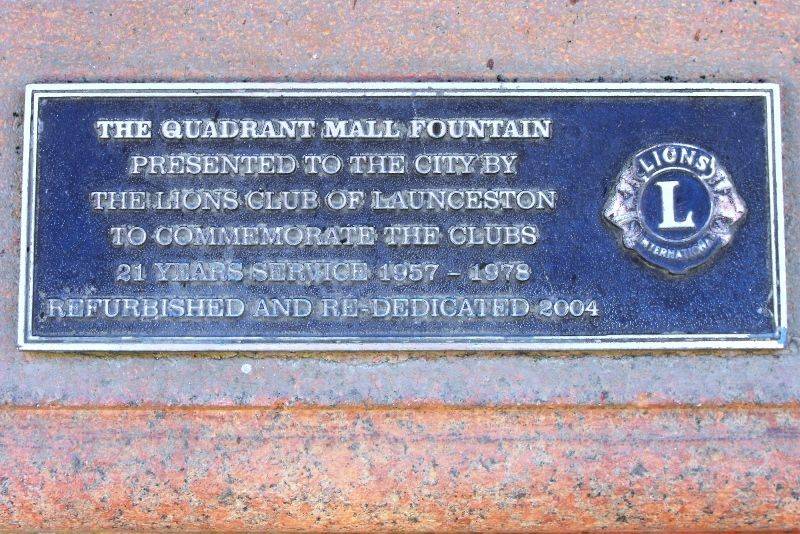 THE QUADRANT MALL FOUNTAIN
PRESENTED TO THE CITY BY
THE LIONS CLUB OF LAUNCESTON
TO COMMEMORATE THE CLUBS
21 YEARS SERVICE 1957 - 1978
REFURBISHED AND RE-DEDICATED 2004
LIONS
L
INTERNATIONAL